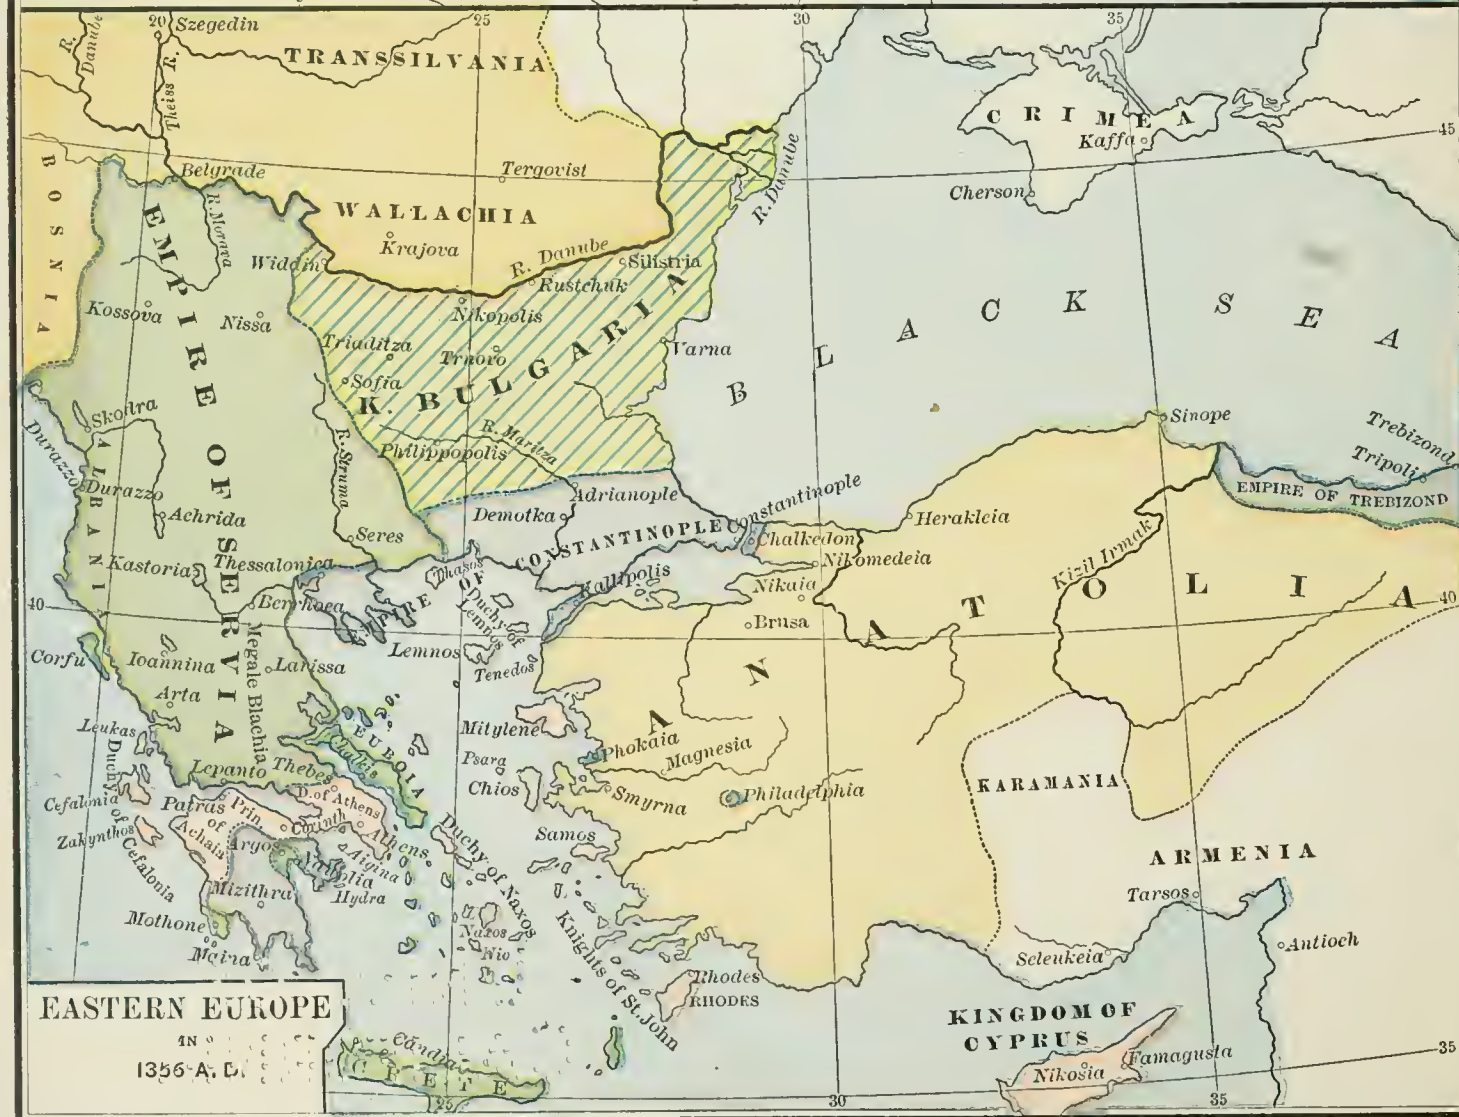 20
25
30
35
R. Danube
Szegedin
Theiss R.
TRANSSILVANIA
CRIMEA
Kaffa
45
Cherson
BOSNIA
Belgrade
Tergovist
R. Danube
R. Morava
WALLACHIA
Krajova
R. Danube
Widdin
Silistria
Rustchuk
EMPIRE OF SERVIA
Kossova
Nissa
Nikopolis
Triaditza
Trnovo
Varna
Sofia
K. BULGARIA
BLACK SEA
Skodra
R. Struma
R. Maritza
Philippopolis
Sinope
Trebizond
Tripoli
EMPIRE OF TREBIZOND
Durazzo
Durazzo
ALBANIA
Achrida
Adrianople
Demotka
Constantinople
Seres
EMPIRE OF CONSTANTINOPLE
Chalkedon
Herakleia
Nikomedeia
Kizil Irmak
Kastoria
Thessalonica
Thasos
Kallipolis
Nikaia
ANATOLIA
40
40
Berrhoea
Duchy of
Lemnos
Brusa
Corfu
Ioannina
Megale Blachia
Larissa
Lemnos
Tenedos
Arta
Leukas
EUBOIA
Chalkis
Mitylene
Phokaia
Magnesia
Psara
Chios
Smyrna
Philadelphia
KARAMANIA
Lepanto
Thebes
D. of Athens
Duchy of Cefalonia
Cefalonia
Patras
Prin.
of
Achaia
Corinth
Athens
Zakynthos
Argos
Nauplia
Aigina
Hydra
Samos
Duchy of Naxos
ARMENIA
Tarsos
Mizithra
Mothone
Maina
Naxos
Nio
Knights of St. John
Seleukeia
Antioch
Rhodes
RHODES
EASTERN EUROPE
IN
1356 A.D.
KINGDOM OF
CYPRUS
Candia
CRETE
Famagusta
Nikosia
35
25
30
35